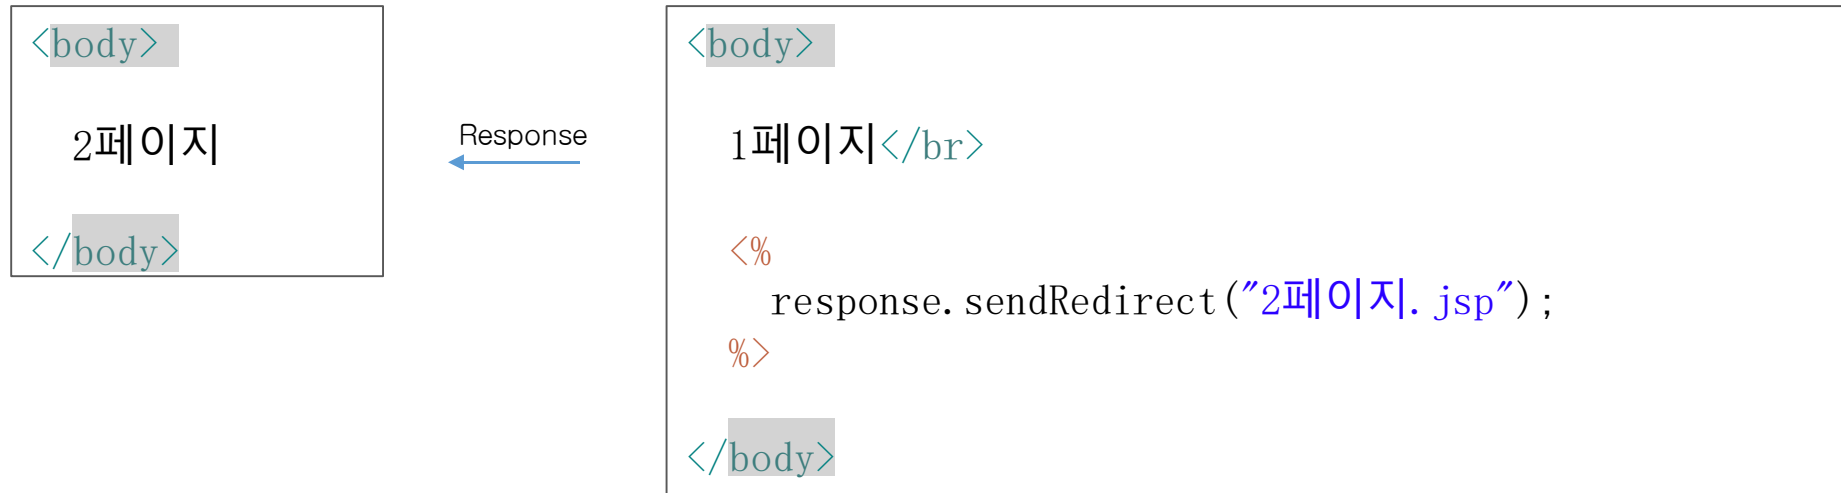 <body>
2페이지
</body>
Response
<body>
1페이지</br>
<%
response.sendRedirect("2페이지.jsp");
%>
</body>